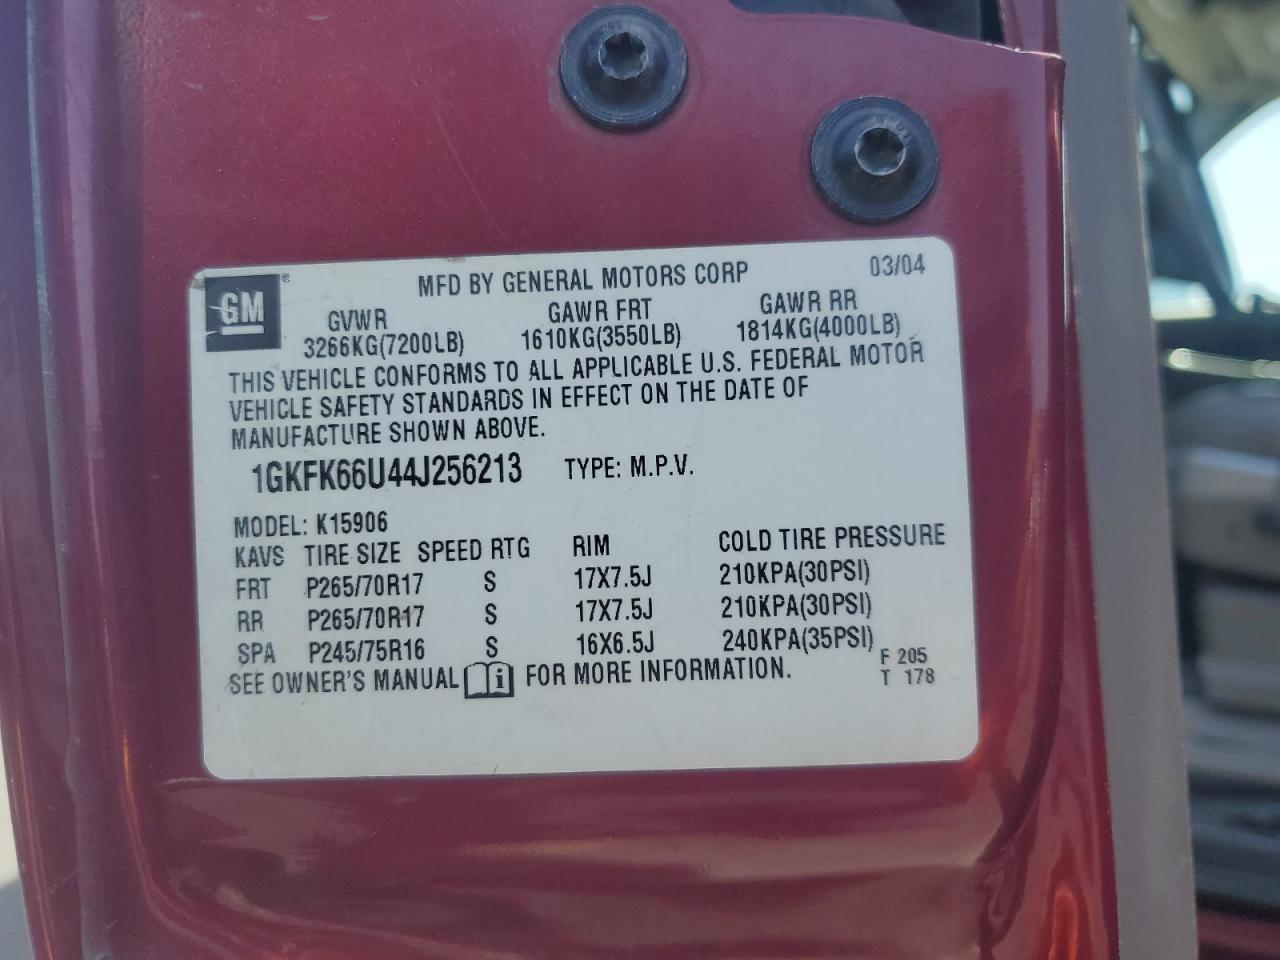 GM ®
MFD BY GENERAL MOTORS CORP 03/04
GVWR GAWR FRT GAWR RR
3266KG(7200LB) 1610KG(3550LB) 1814KG(4000LB)
THIS VEHICLE CONFORMS TO ALL APPLICABLE U.S. FEDERAL MOTOR
VEHICLE SAFETY STANDARDS IN EFFECT ON THE DATE OF
MANUFACTURE SHOWN ABOVE.
1GKFK66U44J256213 TYPE: M.P.V.
MODEL: K15906
KAVS TIRE SIZE SPEED RTG RIM COLD TIRE PRESSURE
FRT P265/70R17 S 17X7.5J 210KPA(30PSI)
RR P265/70R17 S 17X7.5J 210KPA(30PSI)
SPA P245/75R16 S 16X6.5J 240KPA(35PSI)
SEE OWNER'S MANUAL i FOR MORE INFORMATION.
F 205
T 178